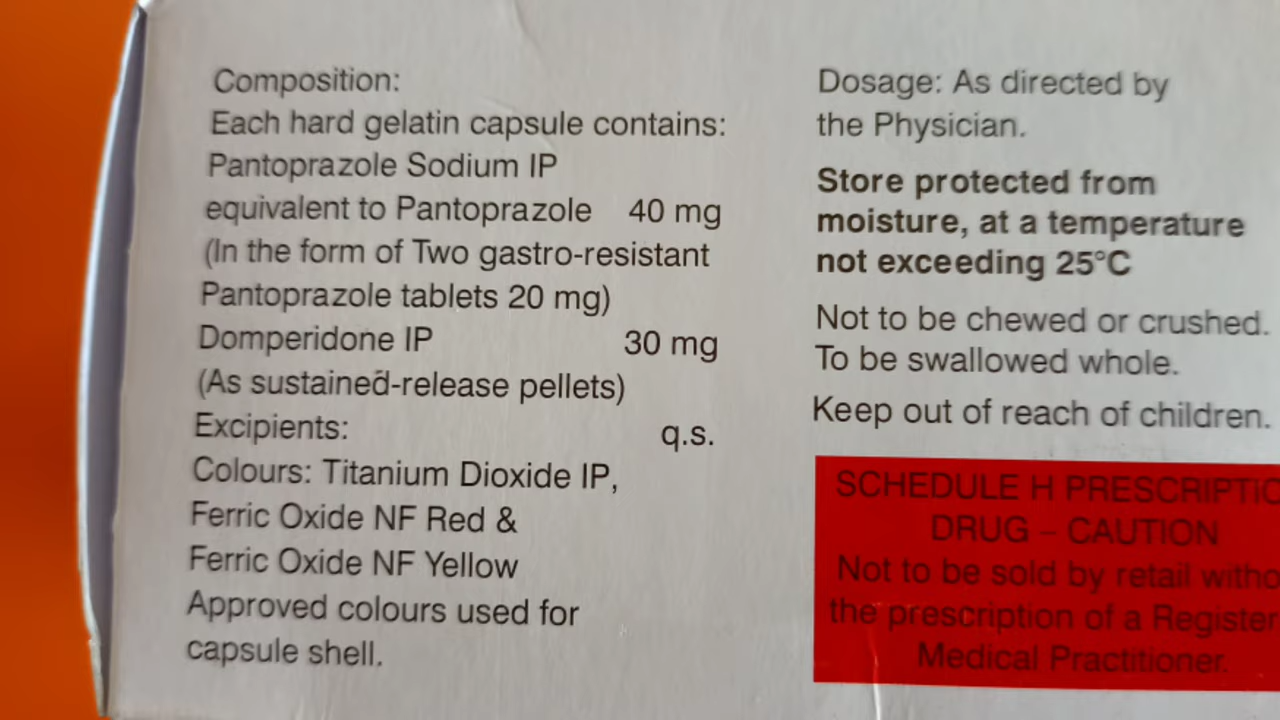 Composition:
Each hard gelatin capsule contains:
Pantoprazole Sodium IP
equivalent to Pantoprazole 40 mg
(In the form of Two gastro-resistant
Pantoprazole tablets 20 mg)
Domperidone IP 30 mg
(As sustained-release pellets)
Excipients: q.s.
Colours: Titanium Dioxide IP,
Ferric Oxide NF Red &
Ferric Oxide NF Yellow
Approved colours used for
capsule shell.
Dosage: As directed by
the Physician.
Store protected from
moisture, at a temperature
not exceeding 25°C
Not to be chewed or crushed.
To be swallowed whole.
Keep out of reach of children.
SCHEDULE H
DRUG – CAUTION
Not to be sold by retail
the prescription of a
Medical Practitioner.